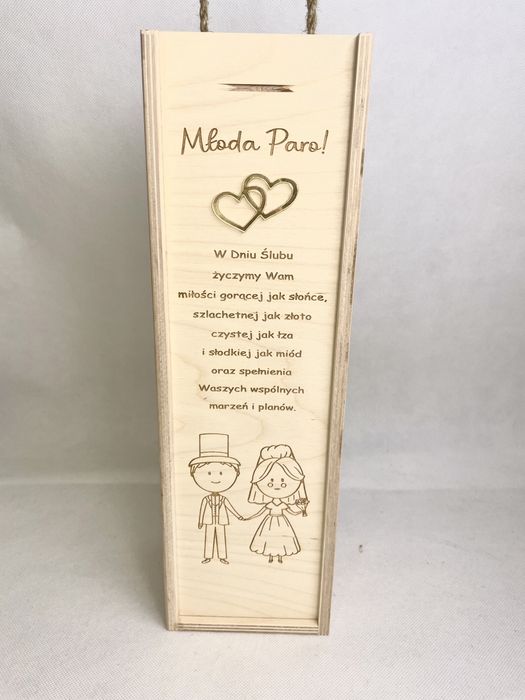 Młoda Paro!
W Dniu Ślubu
życzymy Wam
miłości gorącej jak słońce,
szlachetnej jak złoto
czystej jak łza
i słodkiej jak miód
oraz spełnienia
Waszych wspólnych
marzeń i planów.